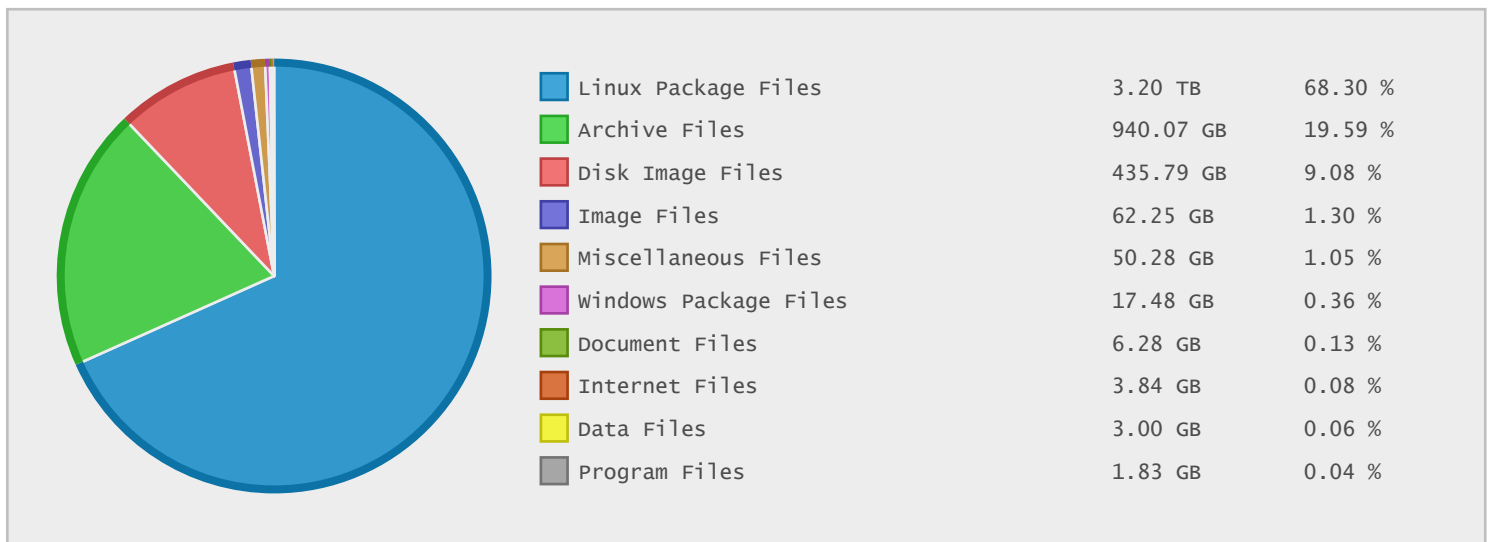 Linux Package Files 3.20 TB 68.30 %
Archive Files 940.07 GB 19.59 %
Disk Image Files 435.79 GB 9.08 %
Image Files 62.25 GB 1.30 %
Miscellaneous Files 50.28 GB 1.05 %
Windows Package Files 17.48 GB 0.36 %
Document Files 6.28 GB 0.13 %
Internet Files 3.84 GB 0.08 %
Data Files 3.00 GB 0.06 %
Program Files 1.83 GB 0.04 %